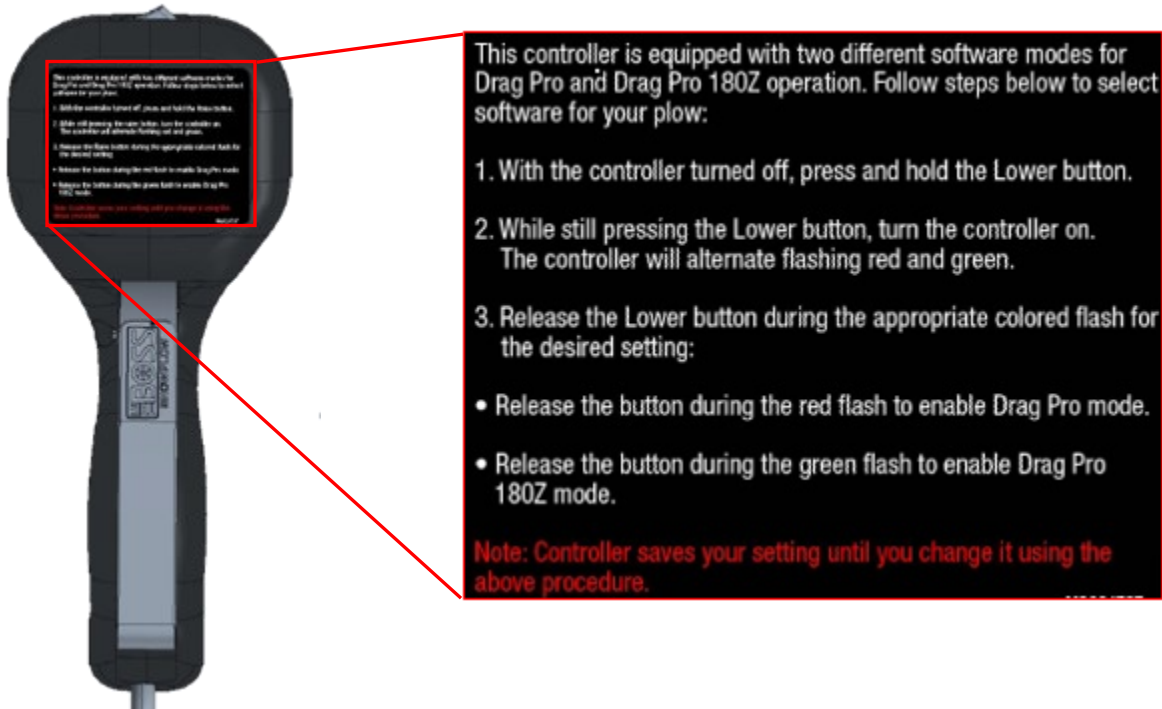 This controller is equipped with two different software modes for
Drag Pro and Drag Pro 180Z operation. Follow steps below to select
software for your plow:
1. With the controller turned off, press and hold the Lower button.
2. While still pressing the Lower button, turn the controller on.
The controller will alternate flashing red and green.
3. Release the Lower button during the appropriate colored flash for
the desired setting:
• Release the button during the red flash to enable Drag Pro mode.
• Release the button during the green flash to enable Drag Pro
180Z mode.
Note: Controller saves your setting until you change it using the
above procedure.
BOSS